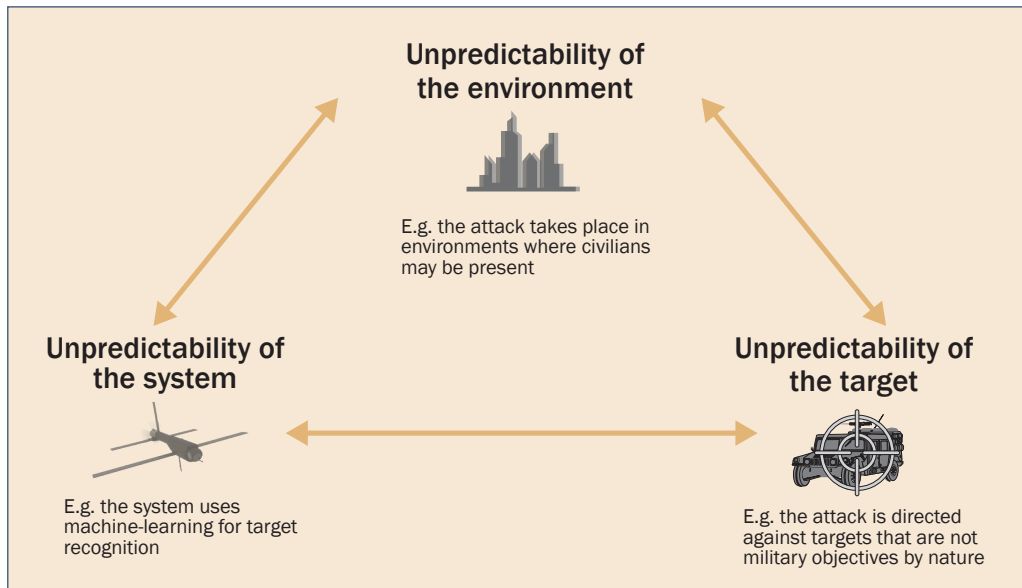 Unpredictability of
the environment
E.g. the attack takes place in
environments where civilians
may be present
Unpredictability of
the system
E.g. the system uses
machine-learning for target
recognition
Unpredictability of
the target
E.g. the attack is directed
against targets that are not
military objectives by nature